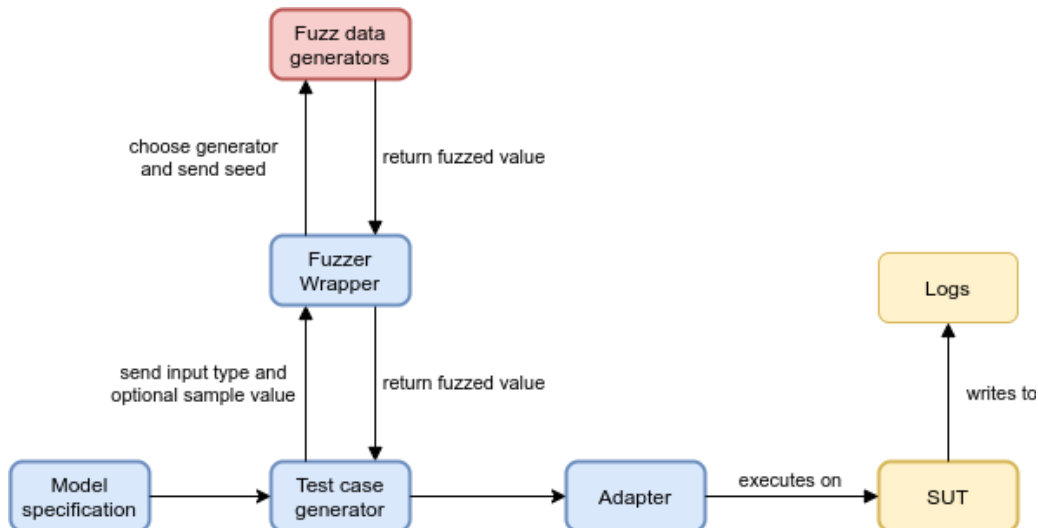 Fuzz data
generators
choose generator
and send seed
return fuzzed value
Fuzzer
Wrapper
Logs
send input type and
optional sample value
return fuzzed value
writes to
Model
specification
Test case
generator
Adapter
executes on
SUT